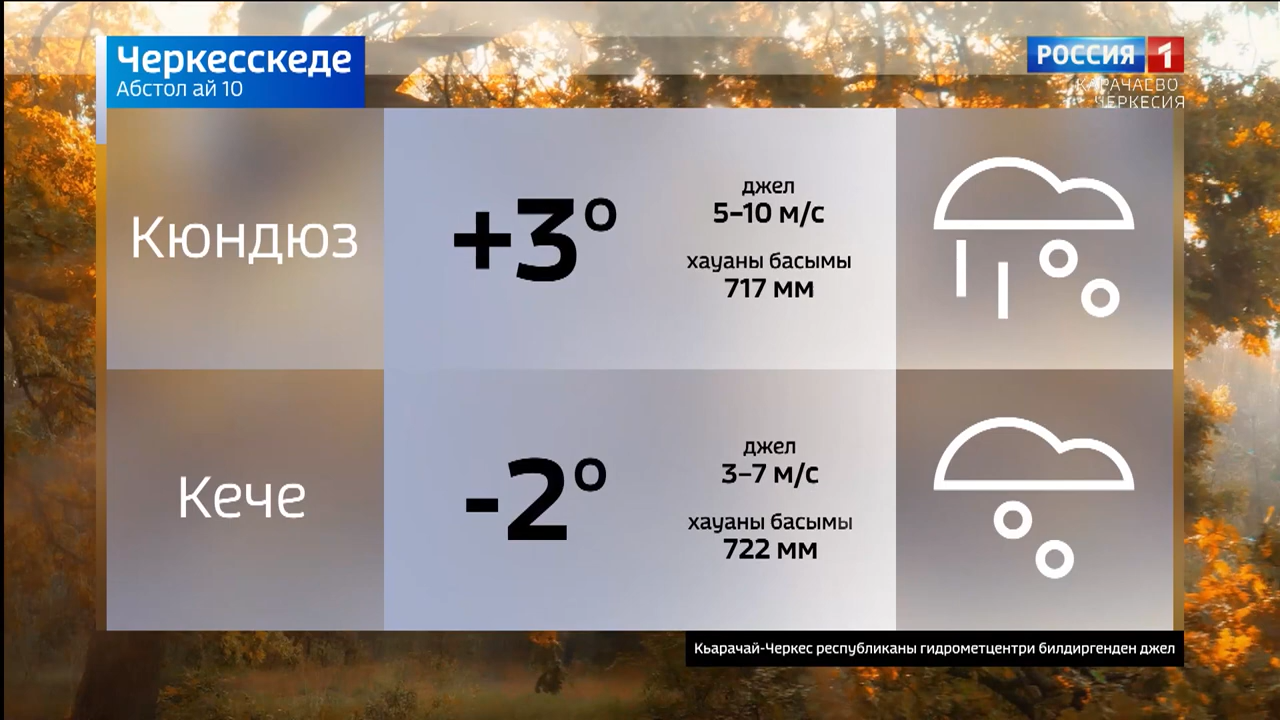 Черкесскеде
Абстол ай 10
РОССИЯ 1
КАРАЧАЕВО
ЧЕРКЕСИЯ
Кюндюз
+3°
джел
5-10 м/с
хауаны басымы
717 мм
Кече
-2°
джел
3-7 м/с
хауаны басымы
722 мм
Кьарачай-Черкес республиканы гидрометцентри билдиргенден джел